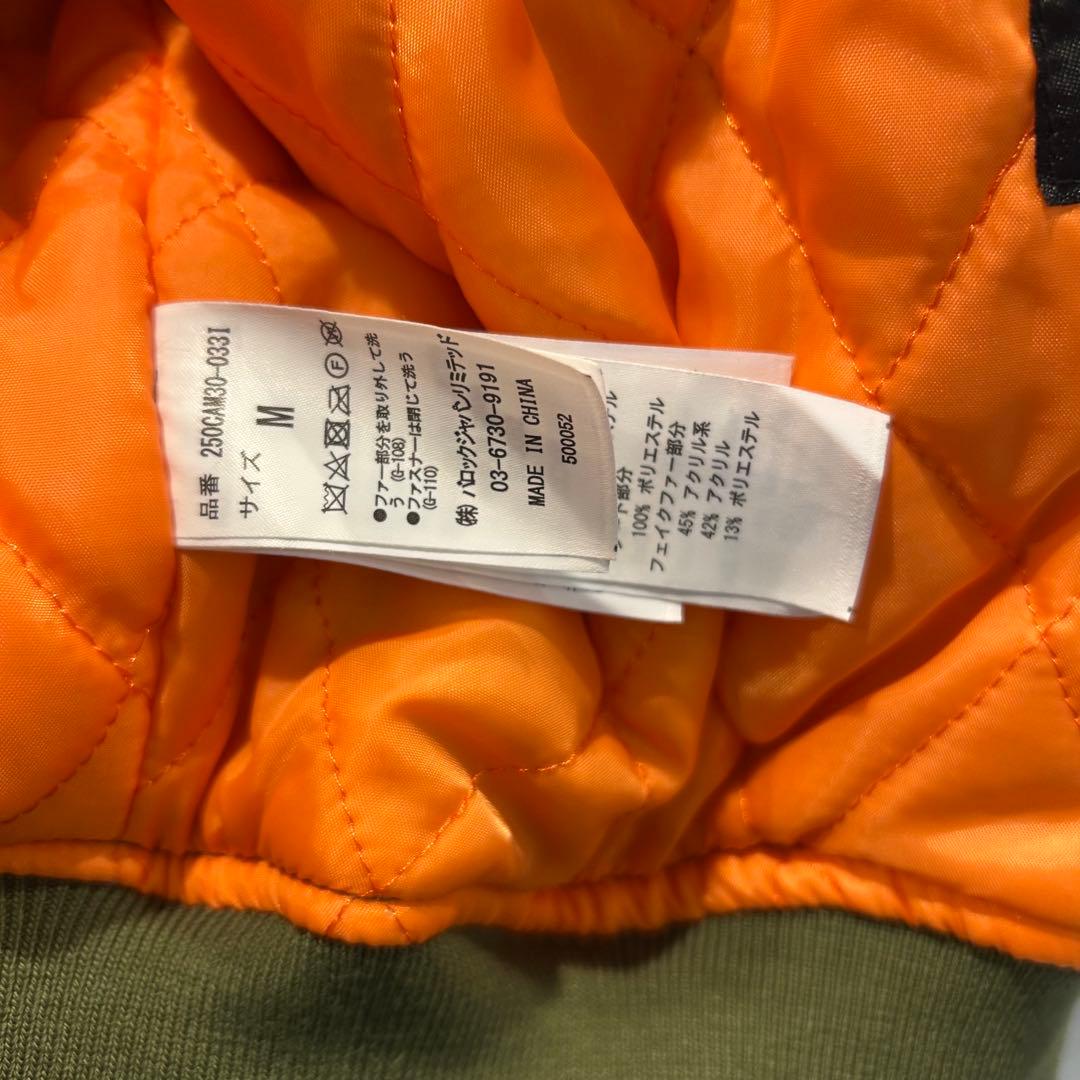 品番 250CAM30-033I
サイズ
M
●ファー部分を取り外して洗
う (G-108)
●ファスナーは閉じて洗う
(G-110)
(株) バロックジャパンリミテッド
03-6730-9191
MADE IN CHINA
500052
部分
100% ポリエステル
フェイクファー部分
45% アクリル系
42% アクリル
13% ポリエステル